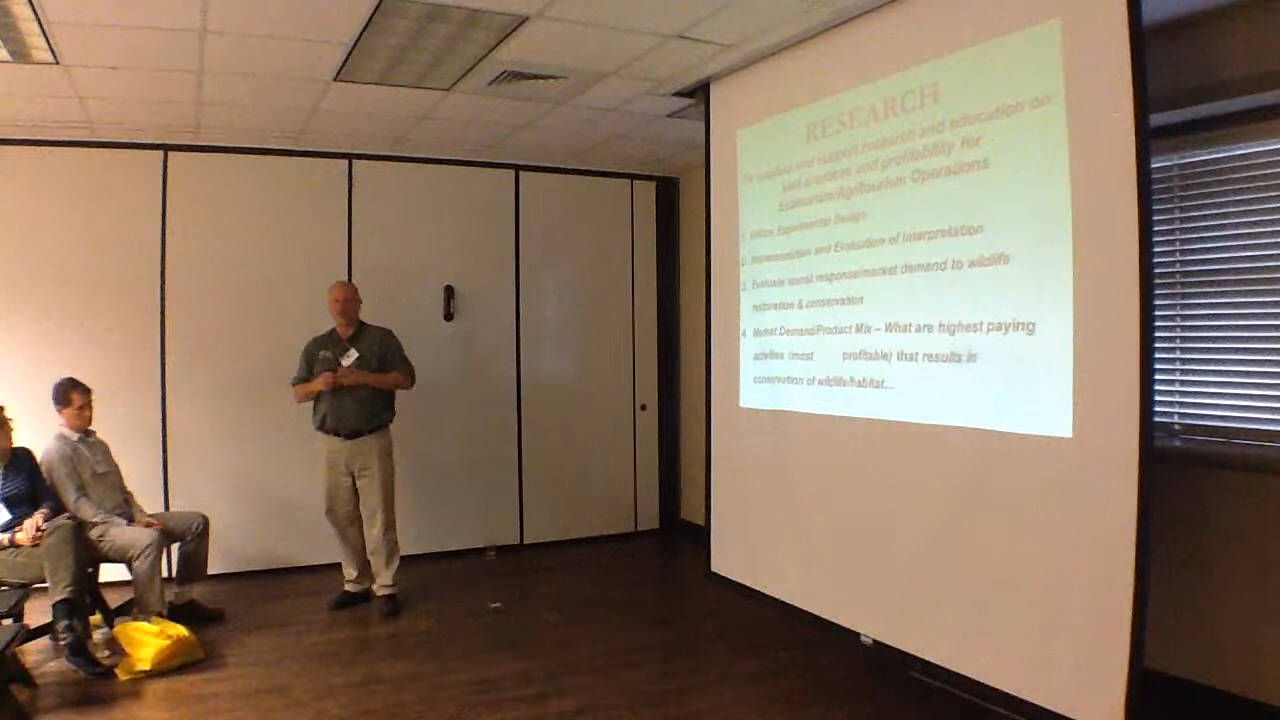 RESEARCH
To conduct and support research and education on
best practices and profitability for
Ecotourism/Agritourism Operations
1. Utilize Experimental Design
2. Implementation and Evaluation of Interpretation
3. Evaluate tourist response/market demand to wildlife
restoration & conservation
4. Market Demand/Product Mix – What are highest paying
activities (most profitable) that results in
conservation of wildlife/habitat...